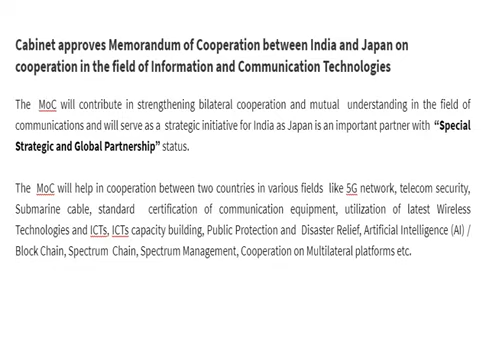 Cabinet approves Memorandum of Cooperation between India and Japan on
cooperation in the field of Information and Communication Technologies
The MoC will contribute in strengthening bilateral cooperation and mutual understanding in the field of
communications and will serve as a strategic initiative for India as Japan is an important partner with “Special
Strategic and Global Partnership” status.
The MoC will help in cooperation between two countries in various fields like 5G network, telecom security,
Submarine cable, standard certification of communication equipment, utilization of latest Wireless
Technologies and ICTs, ICTs capacity building, Public Protection and Disaster Relief, Artificial Intelligence (AI) /
Block Chain, Spectrum Chain, Spectrum Management, Cooperation on Multilateral platforms etc.